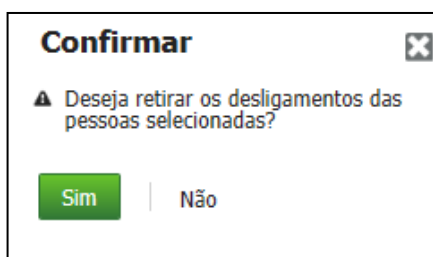 Confirmar
Deseja retirar os desligamentos das
pessoas selecionadas?
Sim
Não